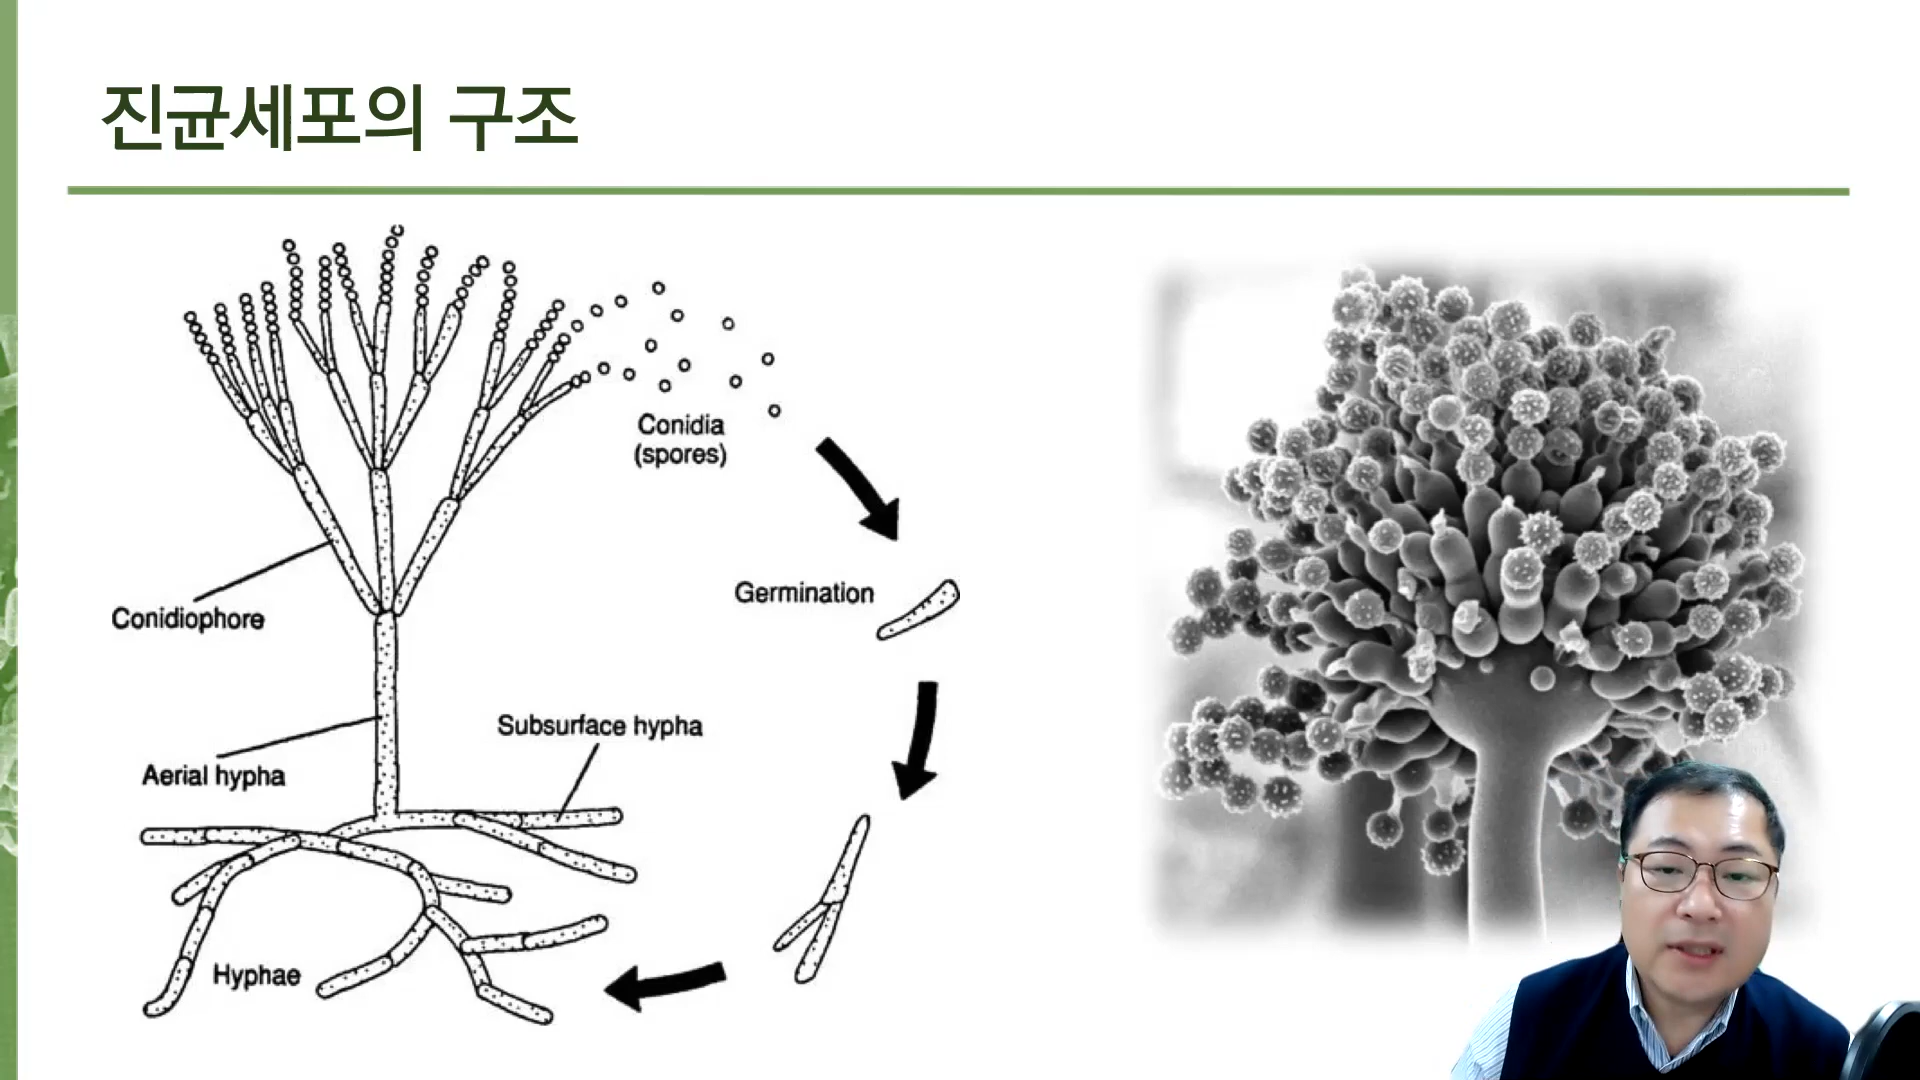 진균세포의 구조
Conidia
(spores)
Germination
Conidiophore
Subsurface hypha
Aerial hypha
Hyphae